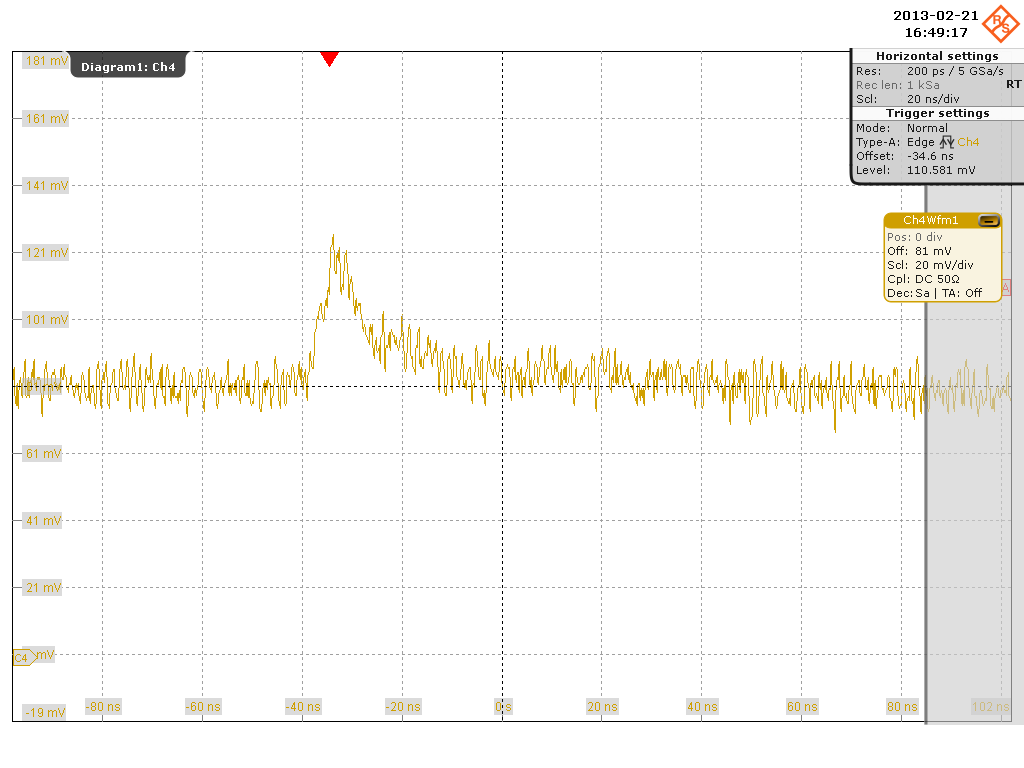 2013-02-21
16:49:17
R&S
Diagram1: Ch4
Horizontal settings
Res: 200 ps / 5 GSa/s
Rec len: 1 kSa RT
Scl: 20 ns/div
Trigger settings
Mode: Normal
Type-A: Edge Ch4
Offset: -34.6 ns
Level: 110.581 mV
Ch4Wfm1
Pos: 0 div
Off: 81 mV
Scl: 20 mV/div
Cpl: DC 50Ω
Dec: Sa | TA: Off
A
181 mV
161 mV
141 mV
121 mV
101 mV
61 mV
41 mV
21 mV
C4 mV
-19 mV
-80 ns -60 ns -40 ns -20 ns 0 s 20 ns 40 ns 60 ns 80 ns 102 ns